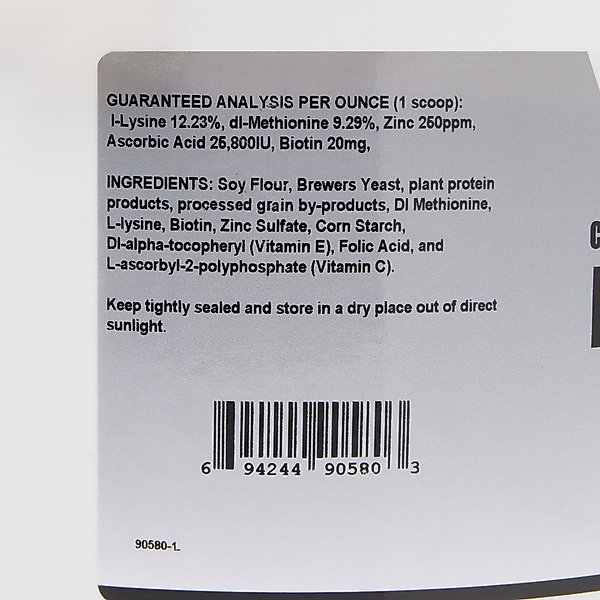 GUARANTEED ANALYSIS PER OUNCE (1 scoop):
l-Lysine 12.23%, dl-Methionine 9.29%, Zinc 250ppm,
Ascorbic Acid 25,800IU, Biotin 20mg,
INGREDIENTS: Soy Flour, Brewers Yeast, plant protein
products, processed grain by-products, Dl Methionine,
L-lysine, Biotin, Zinc Sulfate, Corn Starch,
Dl-alpha-tocopheryl (Vitamin E), Folic Acid, and
L-ascorbyl-2-polyphosphate (Vitamin C).
Keep tightly sealed and store in a dry place out of direct
sunlight.
6 94244 90580 3
90580-1